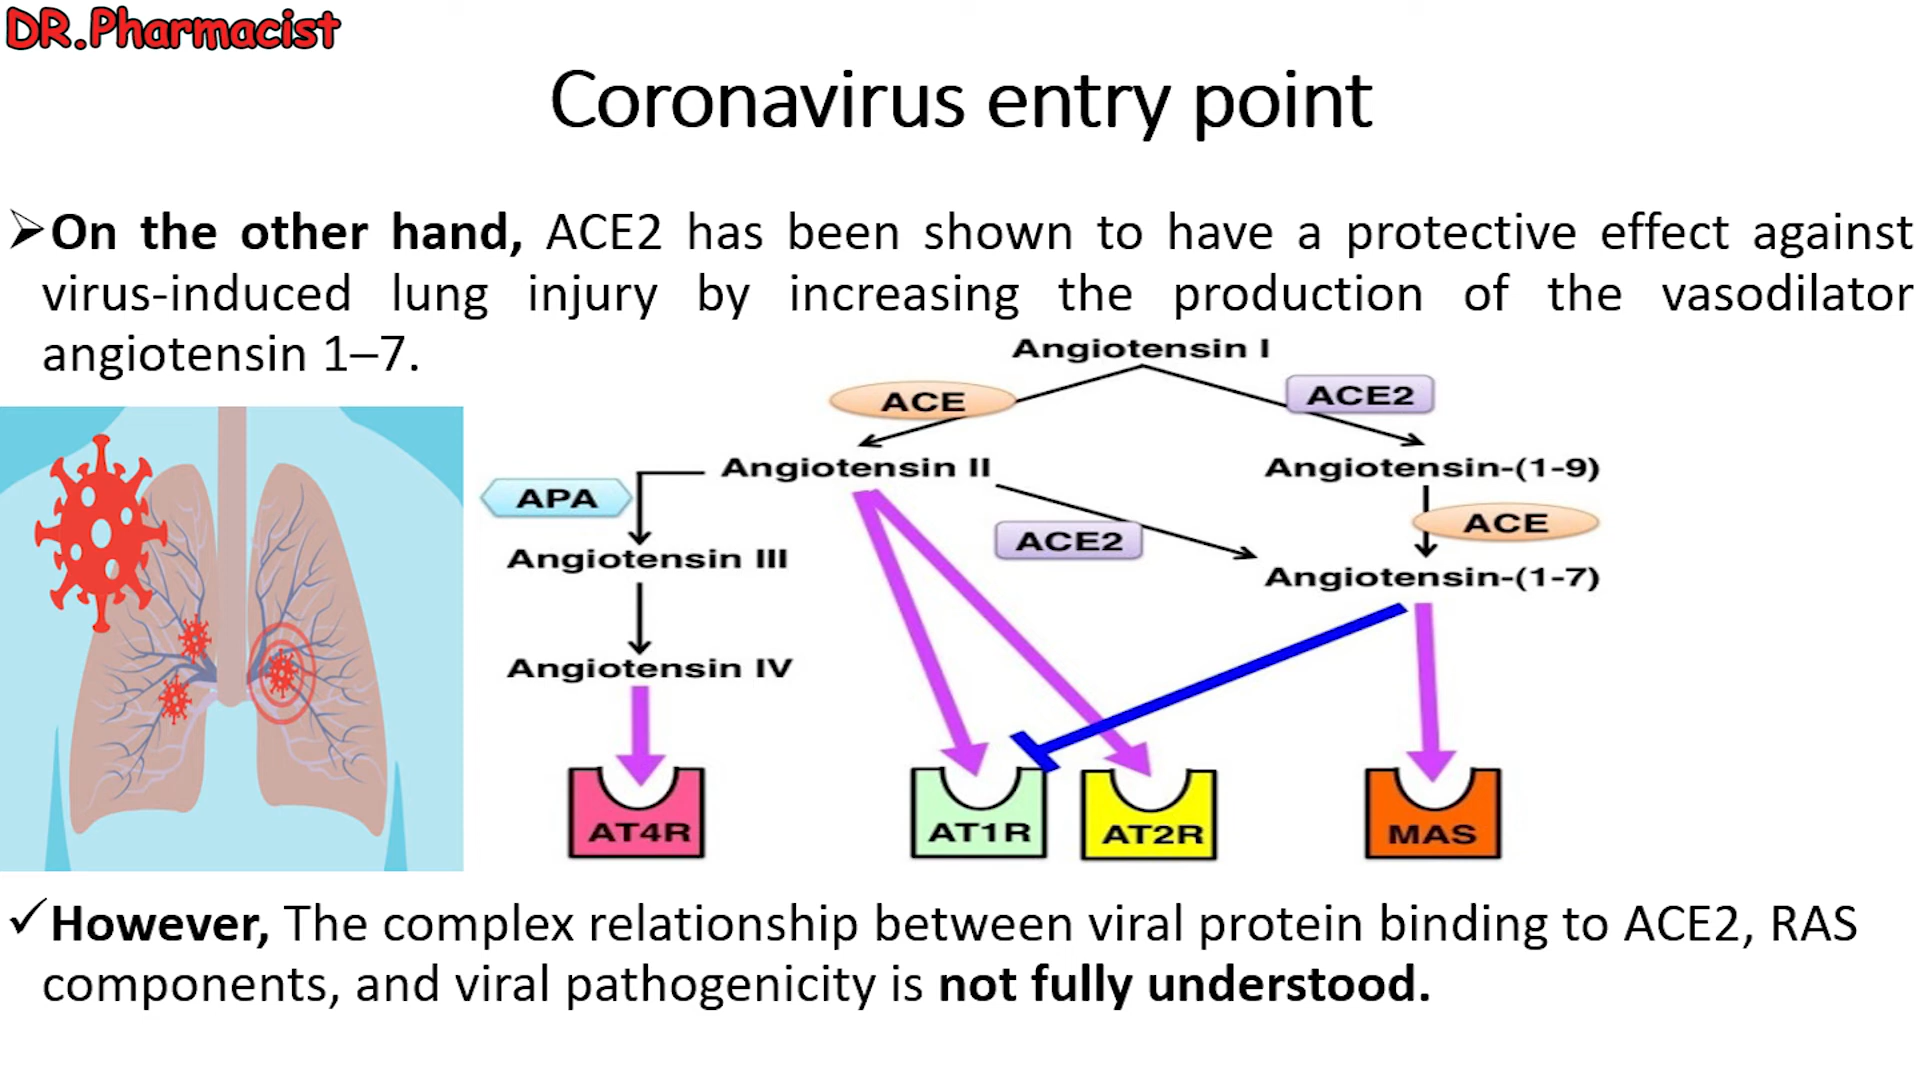 DR.Pharmacist
Coronavirus entry point
➢On the other hand, ACE2 has been shown to have a protective effect against
virus-induced lung injury by increasing the production of the vasodilator
angiotensin 1–7.
Angiotensin I
ACE
ACE2
Angiotensin II
Angiotensin-(1-9)
APA
ACE2
ACE
Angiotensin III
Angiotensin-(1-7)
Angiotensin IV
AT4R
AT1R
AT2R
MAS
✓However, The complex relationship between viral protein binding to ACE2, RAS
components, and viral pathogenicity is not fully understood.